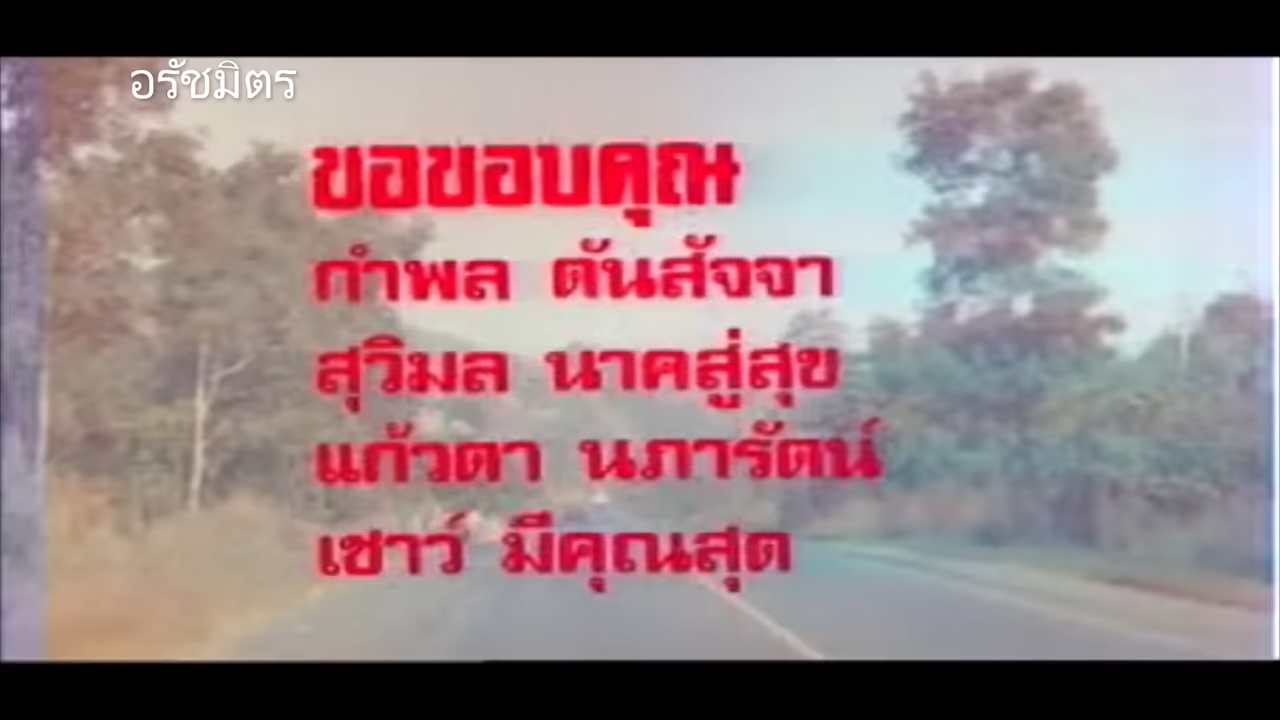 อรัชมิตร
ขอขอบคุณ
กำพล ตันสัจจา
สุวิมล นาคสู่สุข
แก้วตา นภารัตน์
เชาว์ มีคุณสุต